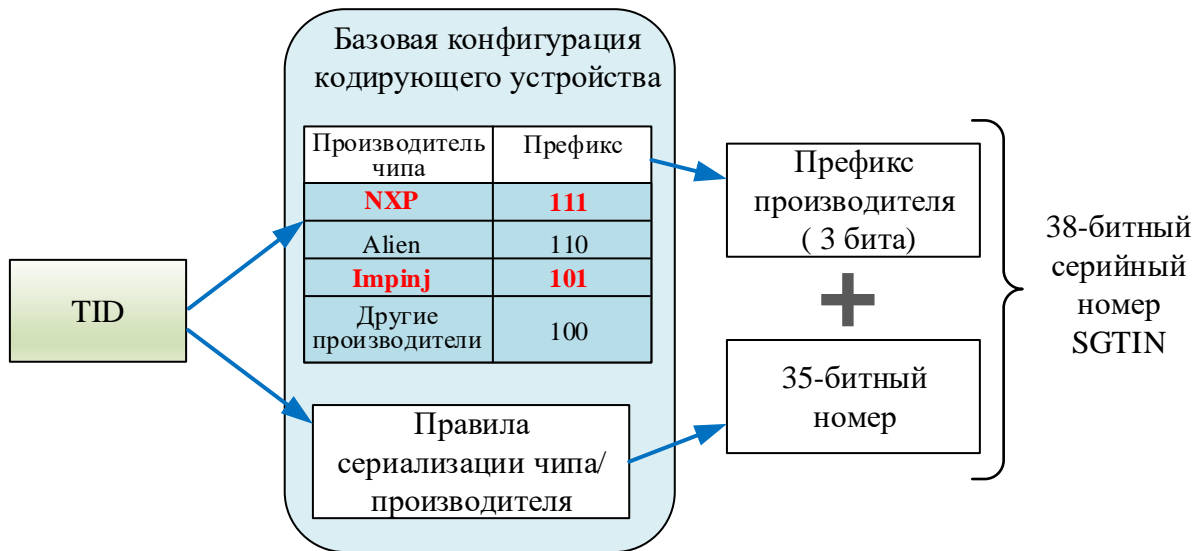 Базовая конфигурация
кодирующего устройства
Производитель
чипа
Префикс
NXP
111
Alien
110
Impinj
101
Другие
производители
100
TID
Правила
сериализации чипа/
производителя
Префикс
производителя
( 3 бита)
35-битный
номер
38-битный
серийный
номер
SGTIN